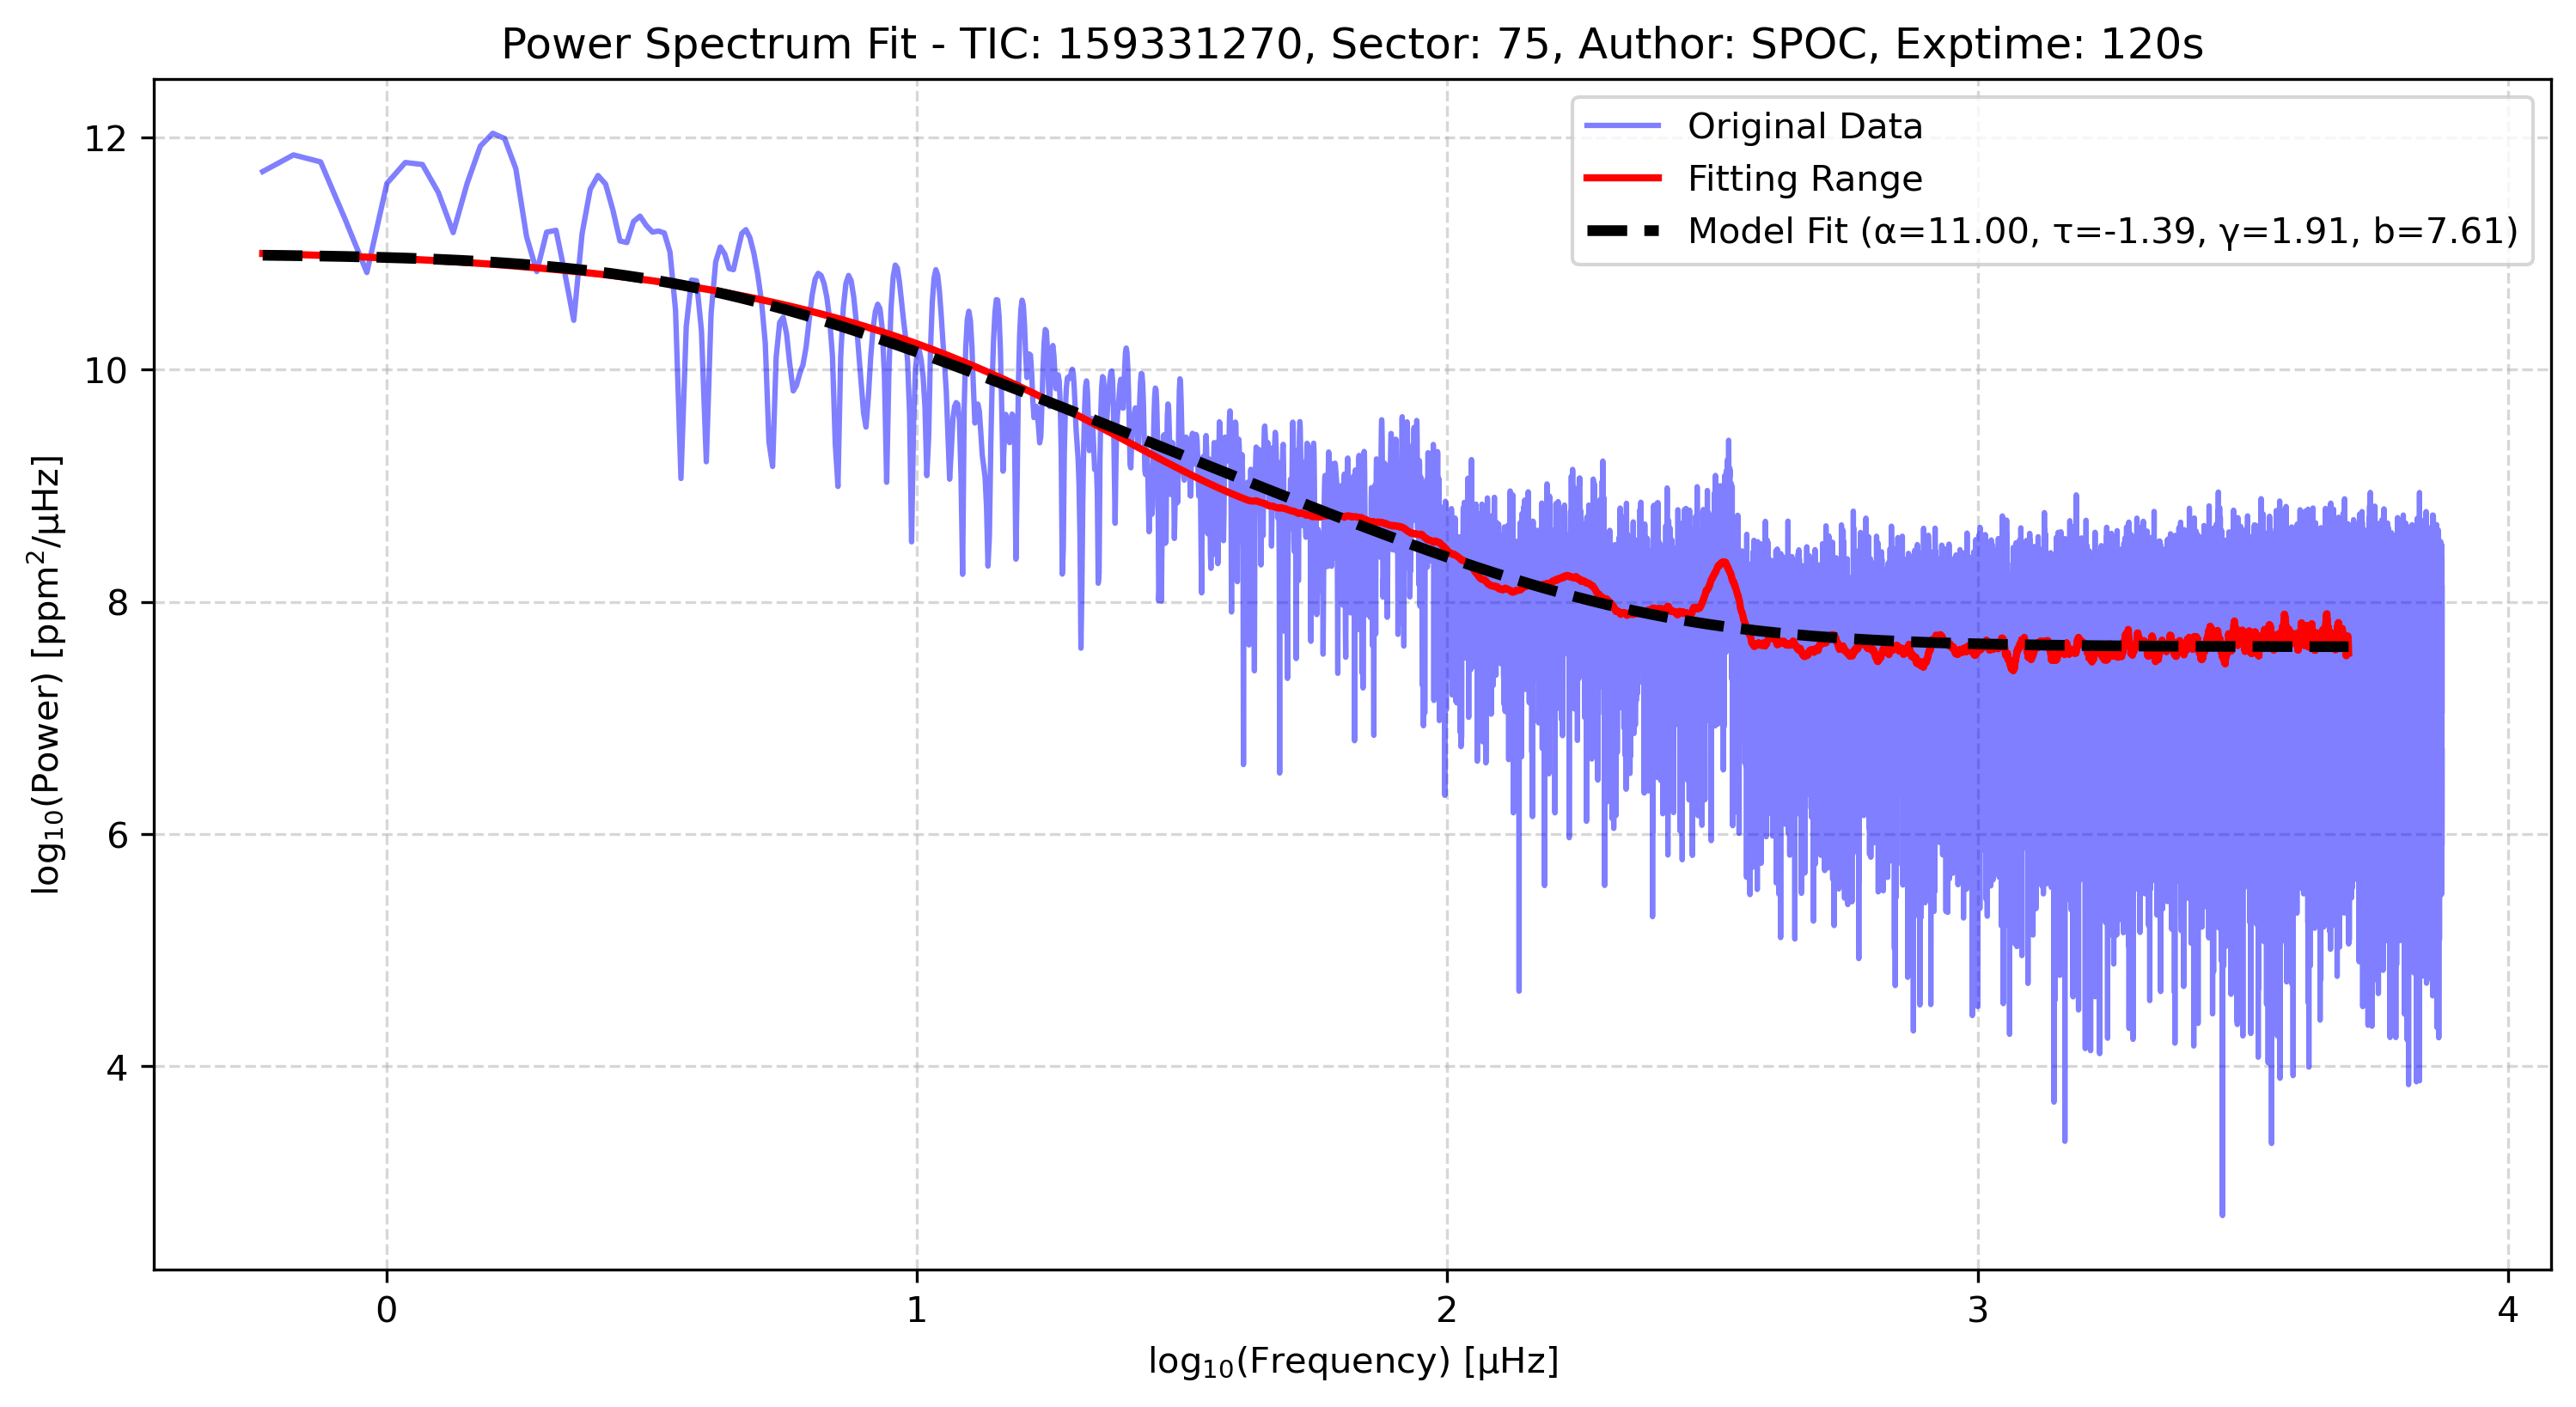 Power Spectrum Fit - TIC: 159331270, Sector: 75, Author: SPOC, Exptime: 120s
Original Data
Fitting Range
Model Fit (α=11.00, τ=-1.39, γ=1.91, b=7.61)
log₁₀(Power) [ppm²/μHz]
12
10
8
6
4
0 1 2 3 4
log₁₀(Frequency) [μHz]